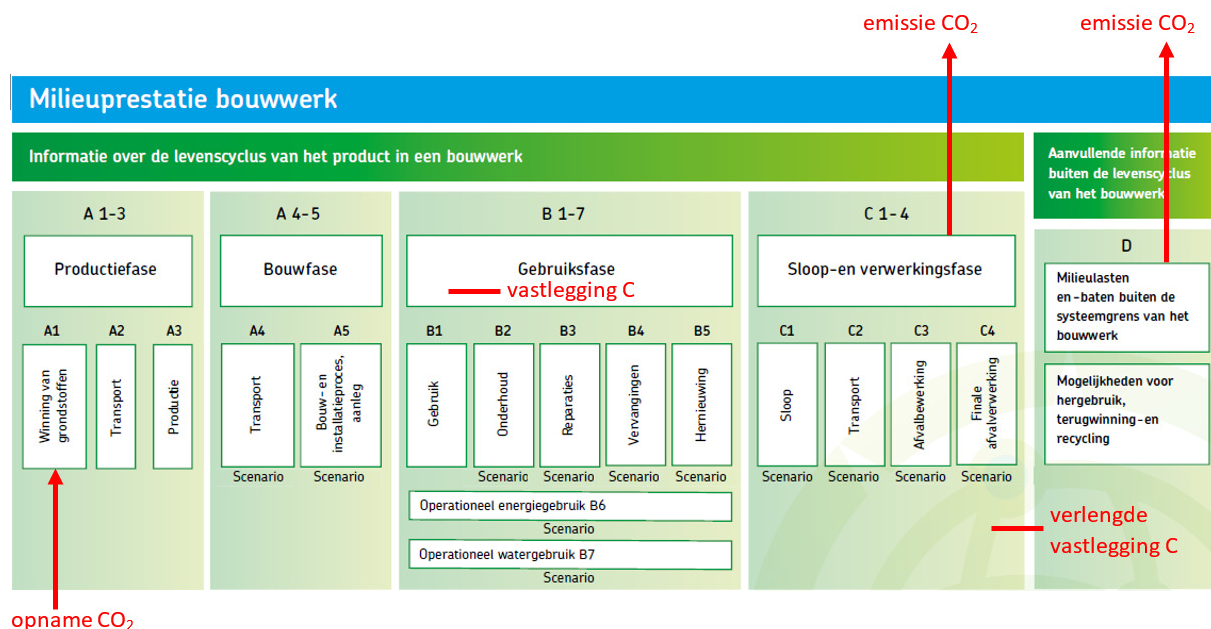 emissie CO₂
emissie CO₂
Milieuprestatie bouwwerk
Informatie over de levenscyclus van het product in een bouwwerk
Aanvullende informatie
buiten de levenscyclus
van het bouwwerk
A 1-3
A 4-5
B 1-7
C 1-4
D
Productiefase
Bouwfase
Gebruiksfase
vastlegging C
Sloop-en verwerkingsfase
Milieulasten
en-baten buiten de
systeemgrens van het
bouwwerk
A1
A2
A3
A4
A5
B1
B2
B3
B4
B5
C1
C2
C3
C4
Winning van
grondstoffen
Transport
Productie
Transport
Bouw- en
installatieproces,
aanleg
Gebruik
Onderhoud
Reparaties
Vervangingen
Hernieuwing
Sloop
Transport
Afvalbewerking
Finale
afvalverwerking
Mogelijkheden voor
hergebruik,
terugwinning-en
recycling
Scenario
Scenario
Scenario
Scenario
Scenario
Scenario
Scenario
Scenario
Scenario
Scenario
Operationeel energiegebruik B6
Scenario
Operationeel watergebruik B7
Scenario
verlengde
vastlegging C
opname CO₂